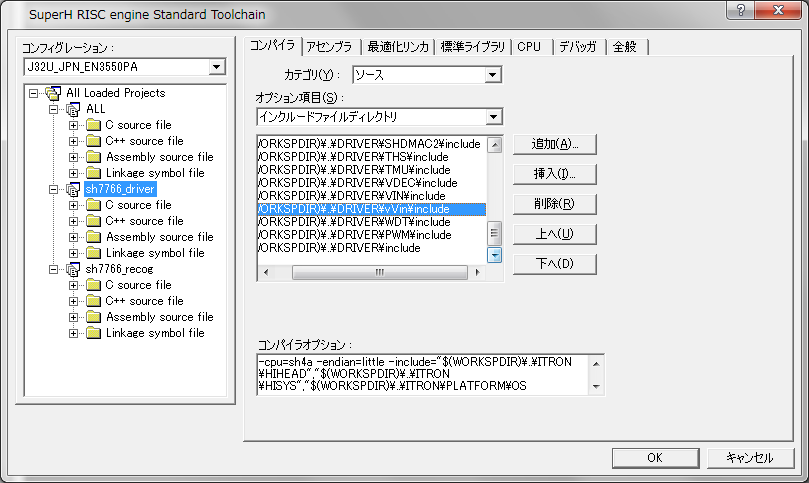 SuperH RISC engine Standard Toolchain
コンフィグレーション :
J32U_JPN_EN3550PA
All Loaded Projects
ALL
C source file
C++ source file
Assembly source file
Linkage symbol file
sh7766_driver
C source file
C++ source file
Assembly source file
Linkage symbol file
sh7766_recog
C source file
C++ source file
Assembly source file
Linkage symbol file
コンパイラ アセンブラ 最適化リンカ 標準ライブラリ CPU デバッガ 全般
カテゴリ(Y) : ソース
オプション項目(S) :
インクルードファイルディレクトリ
/ORKSPDIR)¥.¥DRIVER¥SHDMAC2¥include
/ORKSPDIR)¥.¥DRIVER¥THS¥include
/ORKSPDIR)¥.¥DRIVER¥TMU¥include
/ORKSPDIR)¥.¥DRIVER¥VDEC¥include
/ORKSPDIR)¥.¥DRIVER¥VIN¥include
/ORKSPDIR)¥.¥DRIVER¥vVin¥include
/ORKSPDIR)¥.¥DRIVER¥WDT¥include
/ORKSPDIR)¥.¥DRIVER¥PWM¥include
/ORKSPDIR)¥.¥DRIVER¥include
追加(A)...
挿入(I)...
削除(R)
上へ(U)
下へ(D)
コンパイラオプション :
-cpu=sh4a -endian=little -include="$(WORKSPDIR)¥.¥ITRON
¥HIHEAD","$(WORKSPDIR)¥.¥ITRON
¥HISYS","$(WORKSPDIR)¥.¥ITRON¥PLATFORM¥OS
OK キャンセル